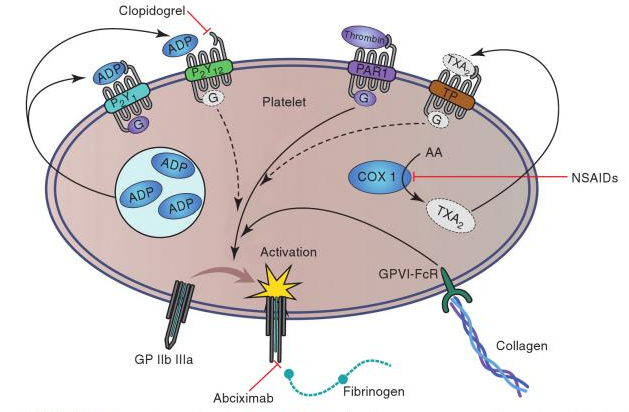 Clopidogrel
ADP
Thrombin
TXA2
ADP
P2Y12
PAR1
P2Y1
TP
G
G
G
G
Platelet
AA
ADP
COX 1
NSAIDs
ADP
ADP
TXA2
Activation
GPVI-FcR
Collagen
GP IIb IIIa
Abciximab
Fibrinogen